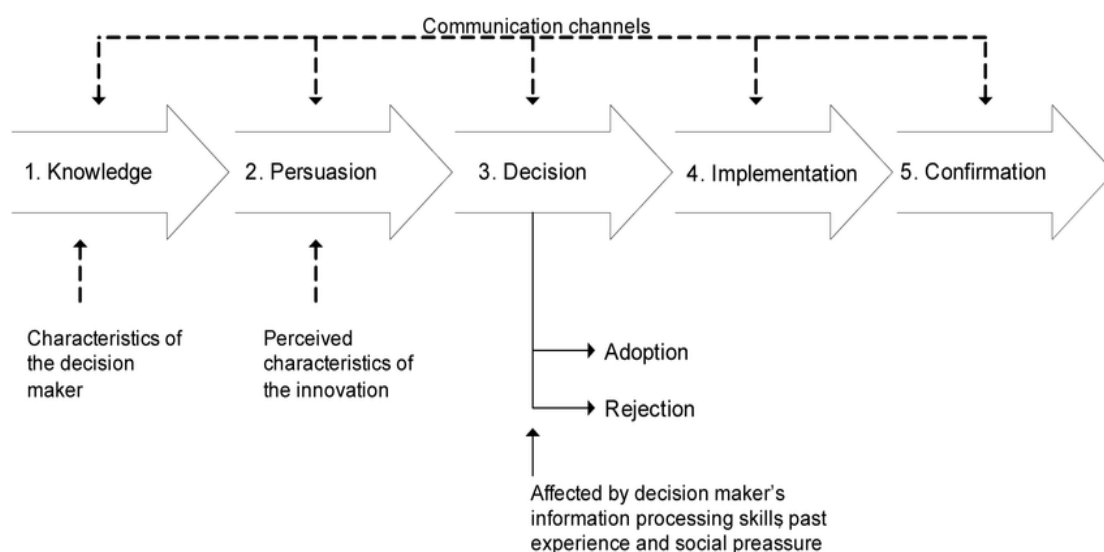 Communication channels
1. Knowledge
2. Persuasion
3. Decision
4. Implementation
5. Confirmation
Characteristics of
the decision
maker
Perceived
characteristics of
the innovation
Adoption
Rejection
Affected by decision maker's
information processing skills, past
experience and social preassure